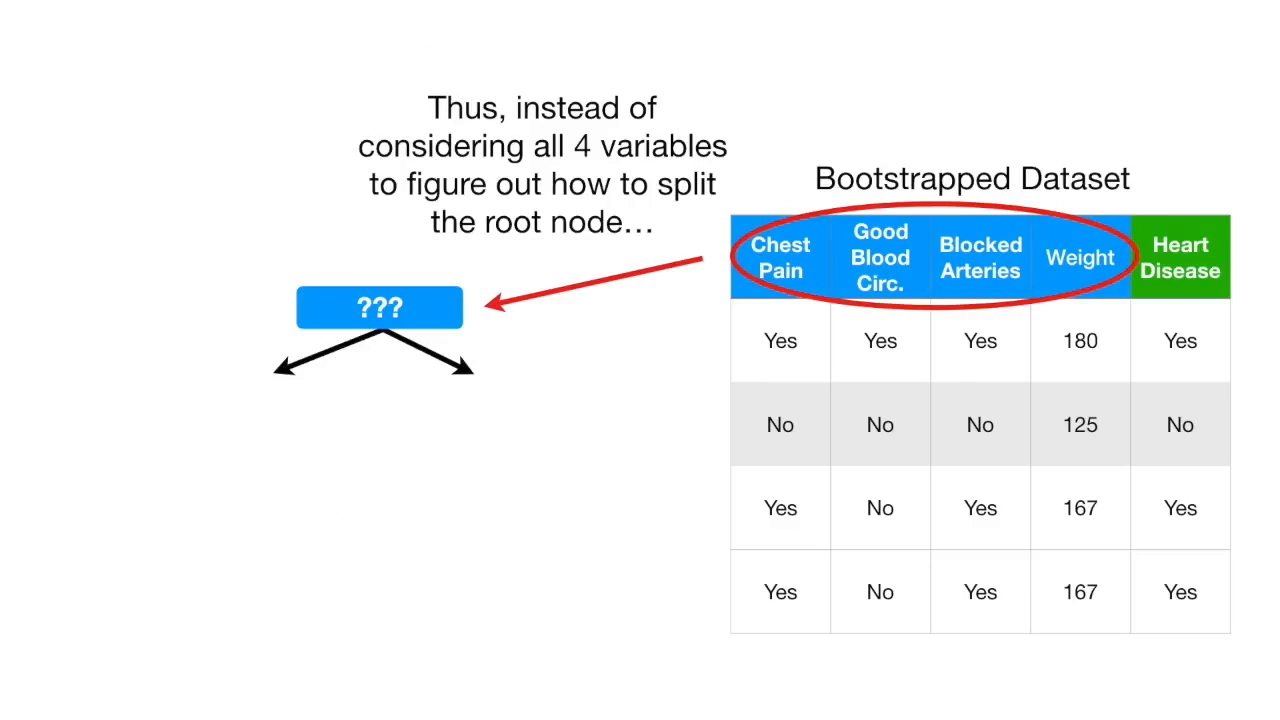 Thus, instead of
considering all 4 variables
to figure out how to split
the root node…
???
Bootstrapped Dataset
Chest Pain Good Blood Circ. Blocked Arteries Weight Heart Disease
Yes Yes Yes 180 Yes
No No No 125 No
Yes No Yes 167 Yes
Yes No Yes 167 Yes